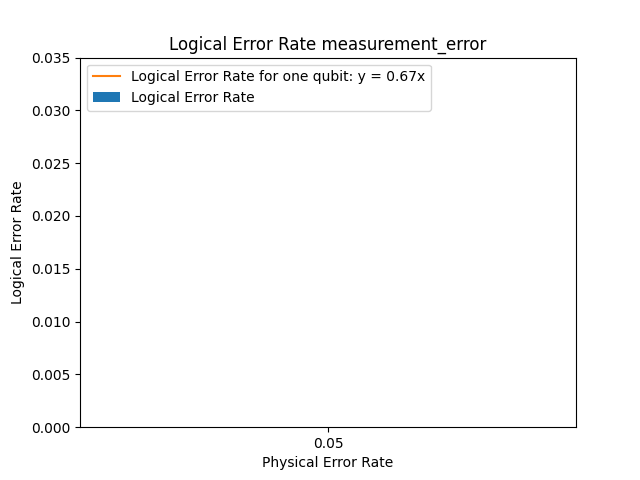 Logical Error Rate measurement_error
Logical Error Rate for one qubit: y = 0.67x
Logical Error Rate
Logical Error Rate
0.035
0.030
0.025
0.020
0.015
0.010
0.005
0.000
0.05
Physical Error Rate